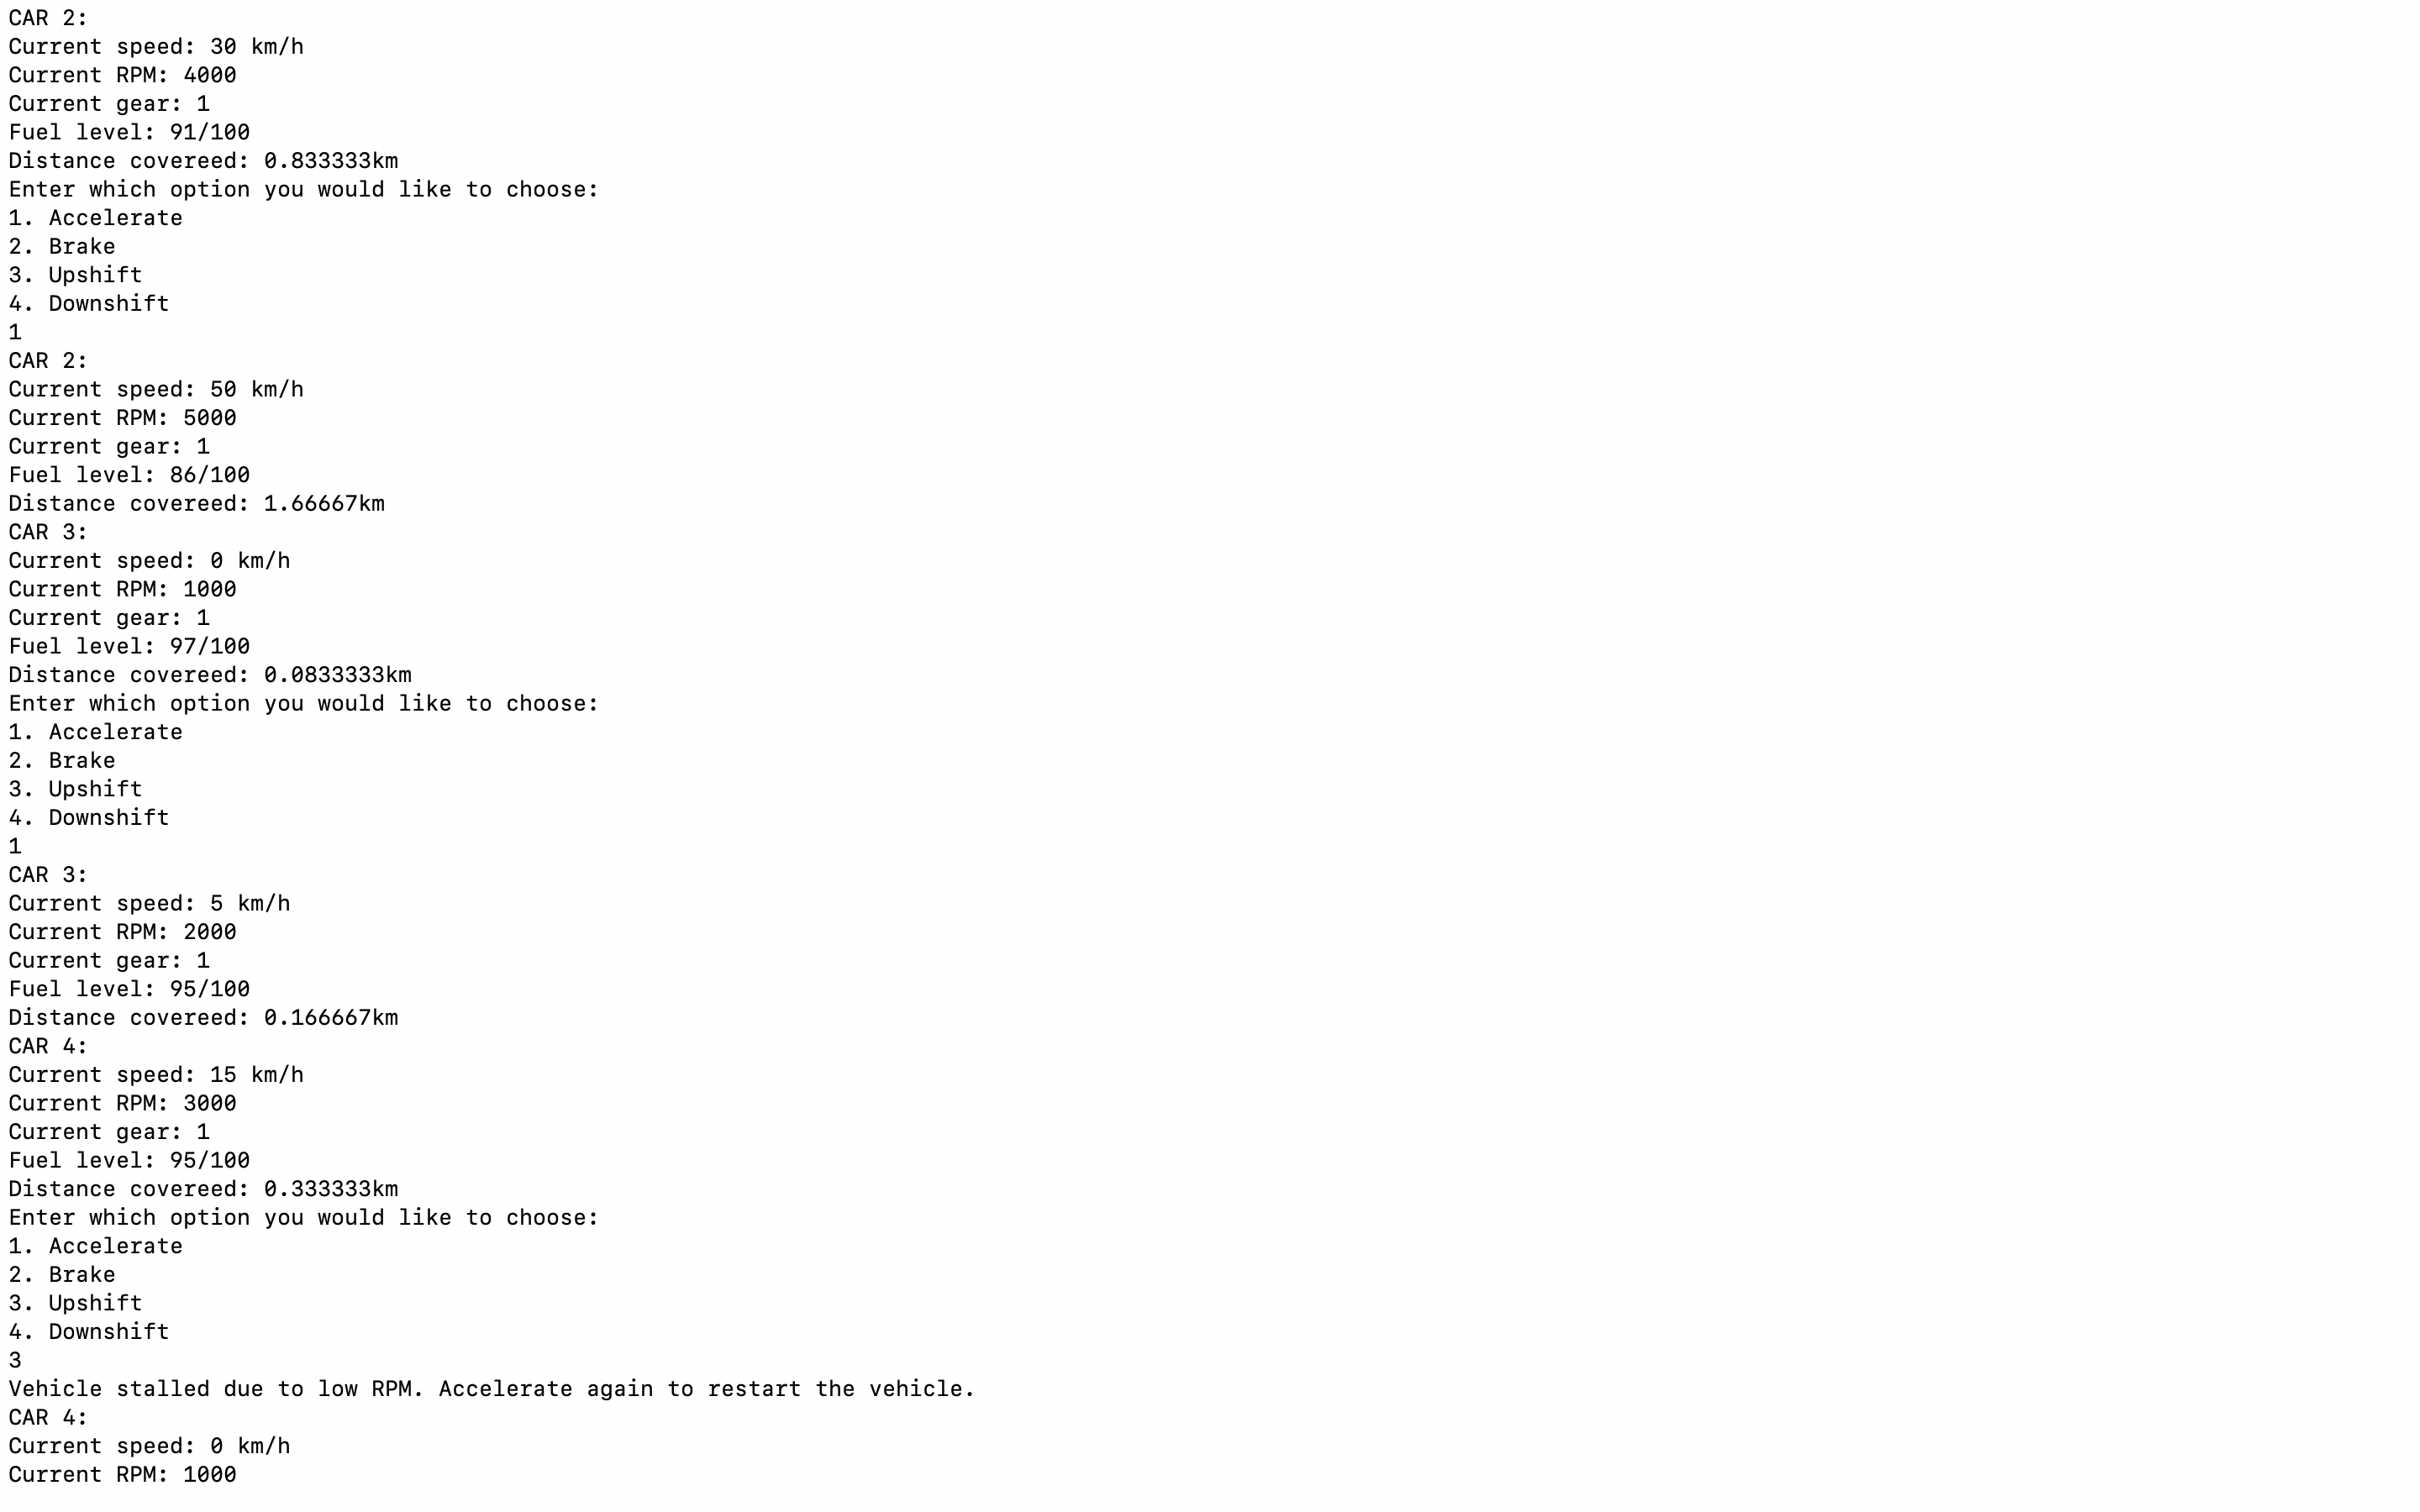 CAR 2:
Current speed: 30 km/h
Current RPM: 4000
Current gear: 1
Fuel level: 91/100
Distance covereed: 0.833333km
Enter which option you would like to choose:
1. Accelerate
2. Brake
3. Upshift
4. Downshift
1
CAR 2:
Current speed: 50 km/h
Current RPM: 5000
Current gear: 1
Fuel level: 86/100
Distance covereed: 1.66667km
CAR 3:
Current speed: 0 km/h
Current RPM: 1000
Current gear: 1
Fuel level: 97/100
Distance covereed: 0.0833333km
Enter which option you would like to choose:
1. Accelerate
2. Brake
3. Upshift
4. Downshift
1
CAR 3:
Current speed: 5 km/h
Current RPM: 2000
Current gear: 1
Fuel level: 95/100
Distance covereed: 0.166667km
CAR 4:
Current speed: 15 km/h
Current RPM: 3000
Current gear: 1
Fuel level: 95/100
Distance covereed: 0.333333km
Enter which option you would like to choose:
1. Accelerate
2. Brake
3. Upshift
4. Downshift
3
Vehicle stalled due to low RPM. Accelerate again to restart the vehicle.
CAR 4:
Current speed: 0 km/h
Current RPM: 1000